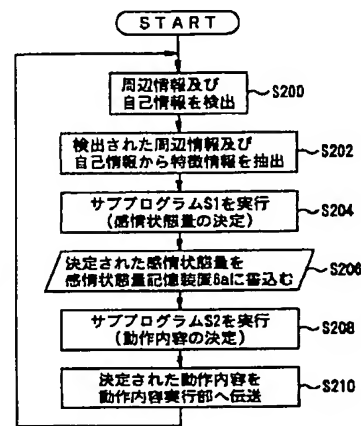 START
周辺情報及び
自己情報を検出
S200
検出された周辺情報及び
自己情報から特徴情報を抽出
S202
サブプログラムS1を実行
(感情状態量の決定)
S204
決定された感情状態量を
感情状態量記憶装置6aに書込む
S206
サブプログラムS2を実行
(動作内容の決定)
S208
決定された動作内容を
動作内容実行部へ伝送
S210